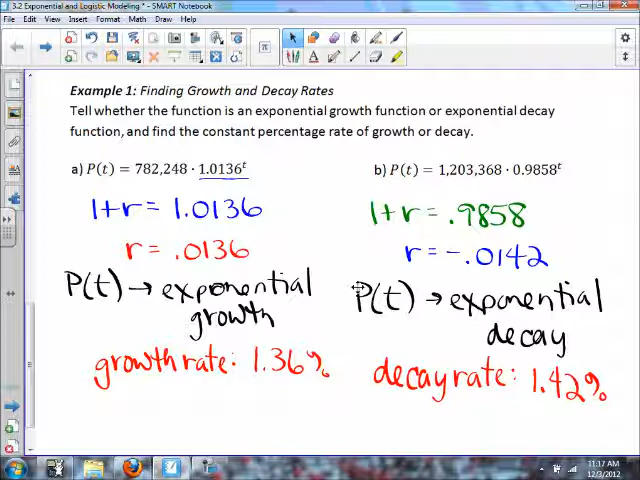 3.2 Exponential and Logistic Modeling * - SMART Notebook
File Edit View Insert Format Tools Math Draw Help
Example 1: Finding Growth and Decay Rates
Tell whether the function is an exponential growth function or exponential decay
function, and find the constant percentage rate of growth or decay.
a) P(t) = 782,248 · 1.0136ᵗ
b) P(t) = 1,203,368 · 0.9858ᵗ
1+r = 1.0136
1+r = .9858
r = .0136
r = -.0142
P(t) → exponential
growth
P(t) → exponential
decay
growth rate: 1.36%
decay rate: 1.42%
11:17 AM
12/3/2012